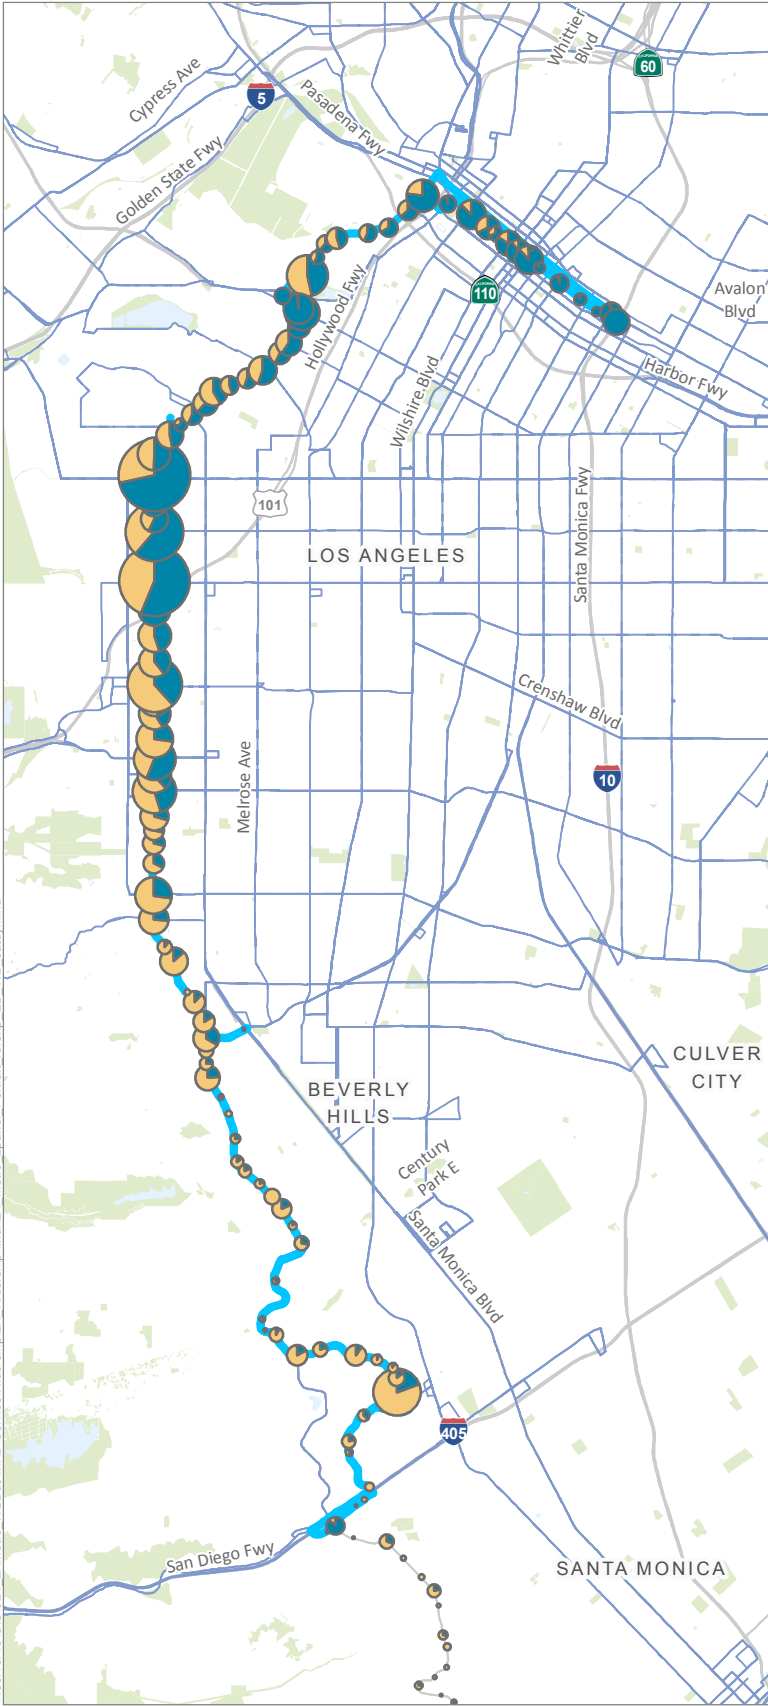 Whittier
Blvd
CALIFORNIA
60
Cypress Ave
5
Pasadena Fwy
Golden State Fwy
CALIFORNIA
110
Avalon
Blvd
Hollywood Fwy
Harbor Fwy
Wilshire Blvd
101
Santa Monica Fwy
LOS ANGELES
Crenshaw Blvd
Melrose Ave
10
CULVER
CITY
BEVERLY
HILLS
Century
Park E
Santa Monica Blvd
405
San Diego Fwy
SANTA MONICA